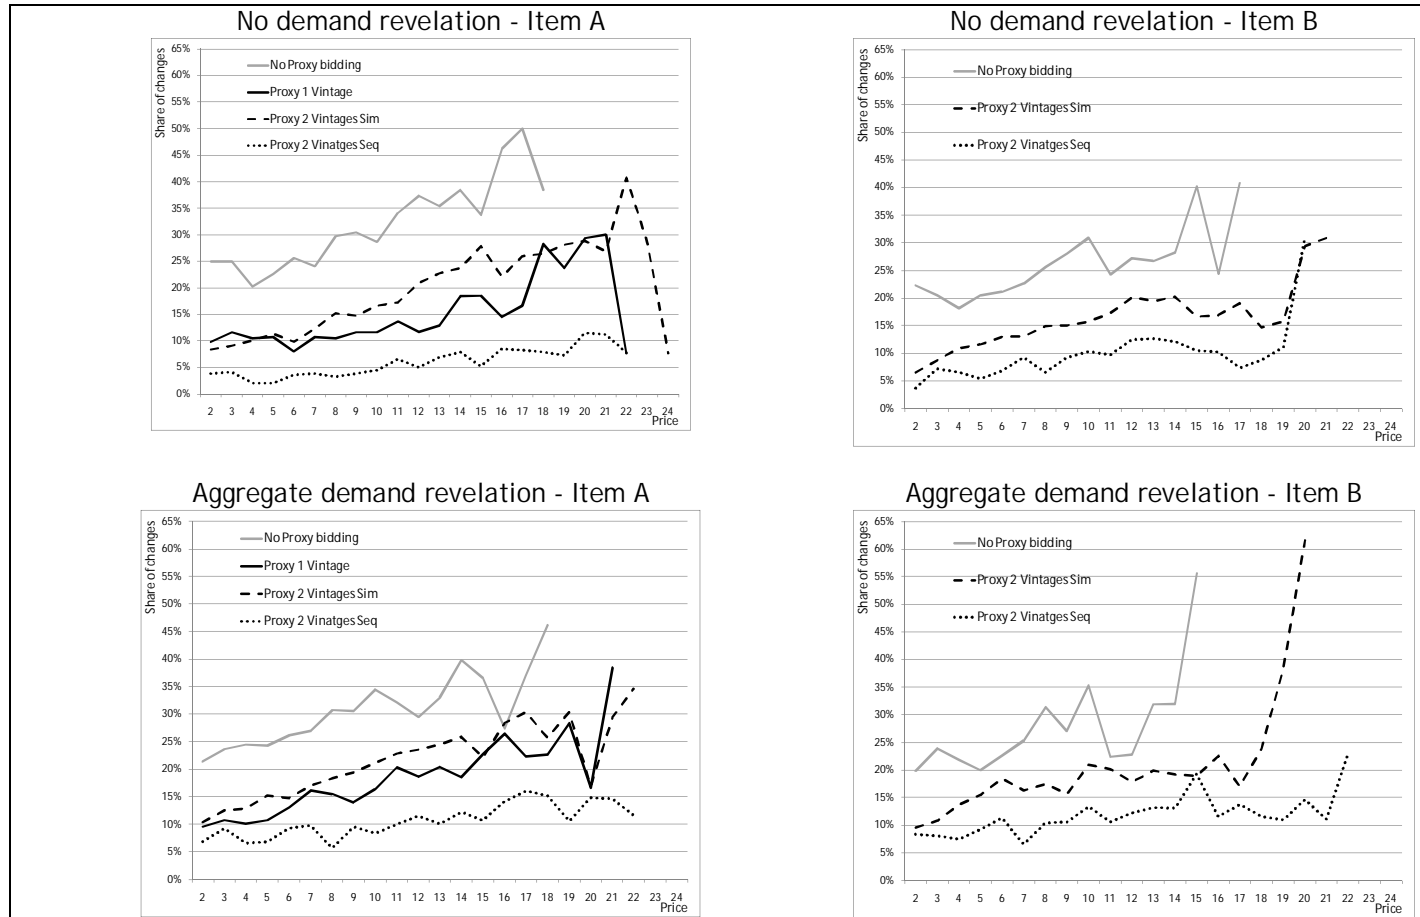 No demand revelation - Item A
Share of changes
65%
60%
55%
50%
45%
40%
35%
30%
25%
20%
15%
10%
5%
0%
No Proxy bidding
Proxy 1 Vintage
Proxy 2 Vintages Sim
Proxy 2 Vinatges Seq
2 3 4 5 6 7 8 9 10 11 12 13 14 15 16 17 18 19 20 21 22 23 24
Price
No demand revelation - Item B
Share of changes
65%
60%
55%
50%
45%
40%
35%
30%
25%
20%
15%
10%
5%
0%
No Proxy bidding
Proxy 2 Vintages Sim
Proxy 2 Vinatges Seq
2 3 4 5 6 7 8 9 10 11 12 13 14 15 16 17 18 19 20 21 22 23 24
Price
Aggregate demand revelation - Item A
Share of changes
65%
60%
55%
50%
45%
40%
35%
30%
25%
20%
15%
10%
5%
0%
No Proxy bidding
Proxy 1 Vintage
Proxy 2 Vintages Sim
Proxy 2 Vinatges Seq
2 3 4 5 6 7 8 9 10 11 12 13 14 15 16 17 18 19 20 21 22 23 24
Price
Aggregate demand revelation - Item B
Share of changes
65%
60%
55%
50%
45%
40%
35%
30%
25%
20%
15%
10%
5%
0%
No Proxy bidding
Proxy 2 Vintages Sim
Proxy 2 Vinatges Seq
2 3 4 5 6 7 8 9 10 11 12 13 14 15 16 17 18 19 20 21 22 23 24
Price